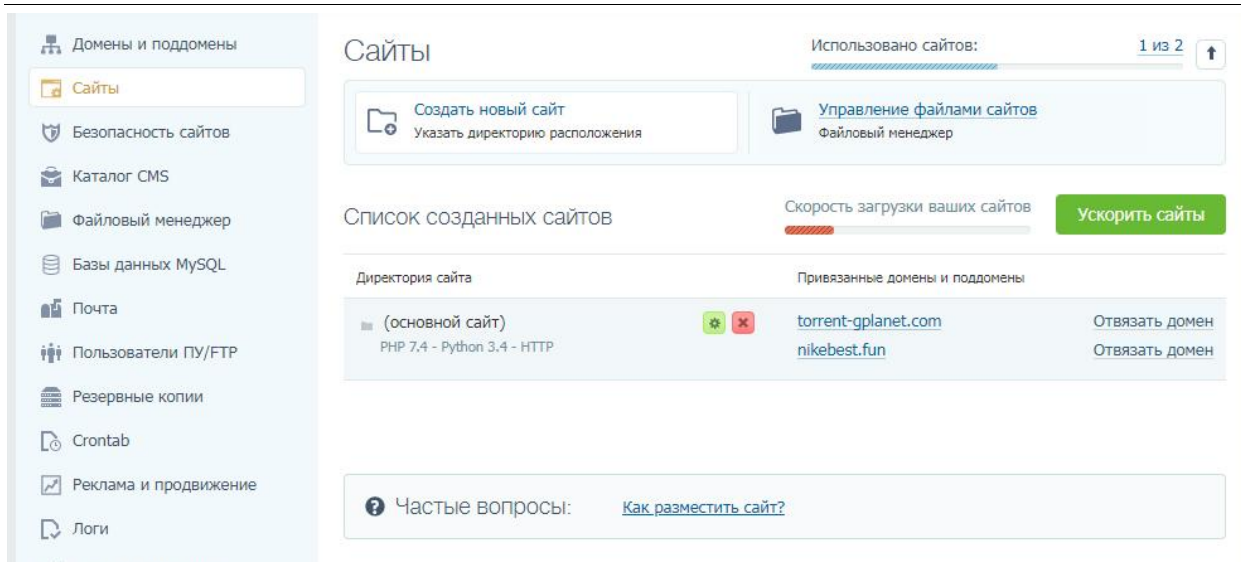 Домены и поддомены
Сайты
Безопасность сайтов
Каталог CMS
Файловый менеджер
Базы данных MySQL
Почта
Пользователи ПУ/FTP
Резервные копии
Crontab
Реклама и продвижение
Логи
Сайты
Использовано сайтов: 1 из 2
Создать новый сайт
Указать директорию расположения
Управление файлами сайтов
Файловый менеджер
Список созданных сайтов
Скорость загрузки ваших сайтов
Ускорить сайты
Директория сайта
Привязанные домены и поддомены
(основной сайт)
PHP 7.4 - Python 3.4 - HTTP
torrent-gplanet.com Отвязать домен
nikebest.fun Отвязать домен
Частые вопросы: Как разместить сайт?